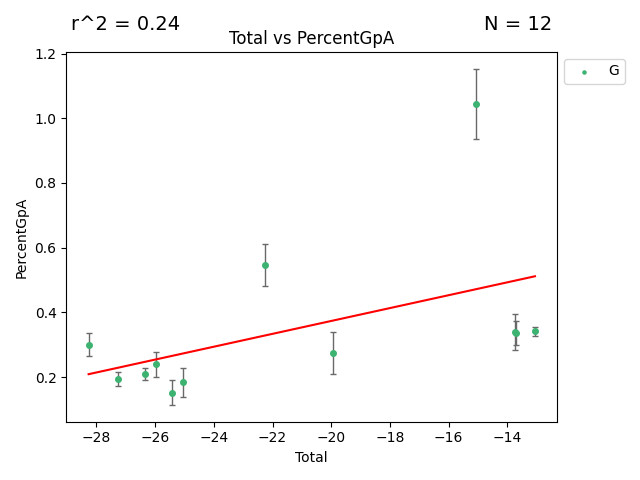 r^2 = 0.24
N = 12
Total vs PercentGpA
G
PercentGpA
1.2
1.0
0.8
0.6
0.4
0.2
−28
−26
−24
−22
−20
−18
−16
−14
Total